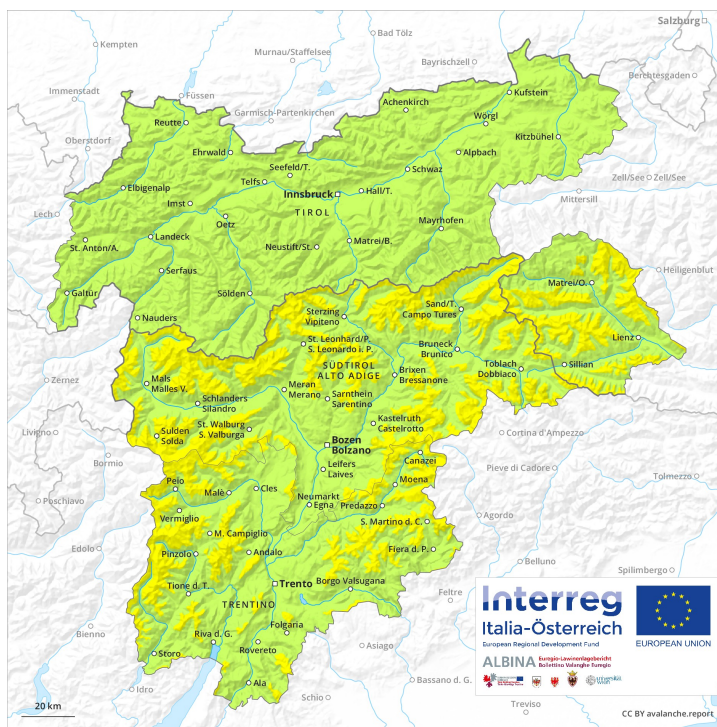 Salzburg
Kempten
Bad Tölz
Murnau/Staffelsee
Bayrischzell
Berchtesgaden
Immenstadt
Füssen
Garmisch-Partenkirchen
Kufstein
Achenkirch
Wörgl
Reutte
Oberstdorf
Kitzbühel
Ehrwald
Alpbach
Seefeld/T.
Schwaz
Telfs
Zell/See
Zell/See
Elbigenalp
Innsbruck
Hall/T.
Mittersill
Imst
TIROL
Lech
Oetz
Mayrhofen
Landeck
St. Anton/A.
Neustift/St.
Matrei/B.
Serfaus
Heiligenblut
Matrei/O.
Galtür
Sölden
Sand/T.
Campo Tures
Nauders
Sterzing
Vipiteno
Lienz
St. Leonhard/P.
S. Leonardo i. P.
Bruneck
Brunico
Toblach
Dobbiaco
Sillian
SÜDTIROL
ALTO ADIGE
Brixen
Bressanone
Zernez
Mals
Malles V.
Meran
Merano
Sarnthein
Sarentino
Schlanders
Silandro
Kastelruth
Castelrotto
St. Walburg
S. Valburga
Livigno
Cortina d'Ampezzo
Sulden
Solda
Bozen
Bolzano
Bormio
Canazei
Leifers
Laives
Pieve di Cadore
Tolmezzo
Peio
Moena
Poschiavo
Malè
Cles
Neumarkt
Egna
Predazzo
Vermiglio
Agordo
S. Martino d. C.
M. Campiglio
Edolo
Pinzolo
Andalo
Fiera d. P.
Belluno
Spilimbergo
Tione d. T.
Trento
Borgo Valsugana
Feltre
TRENTINO
Bienno
Folgaria
Riva d. G.
Rovereto
Asiago
Storo
Idro
Ala
Schio
Bassano d. G.
Treviso
Interreg
Italia-Österreich
European Regional Development Fund
EUROPEAN UNION
ALBINA
Euregio-Lawinenlagebericht
Bollettino Valanghe Euregio
20 km
CC BY avalanche.report